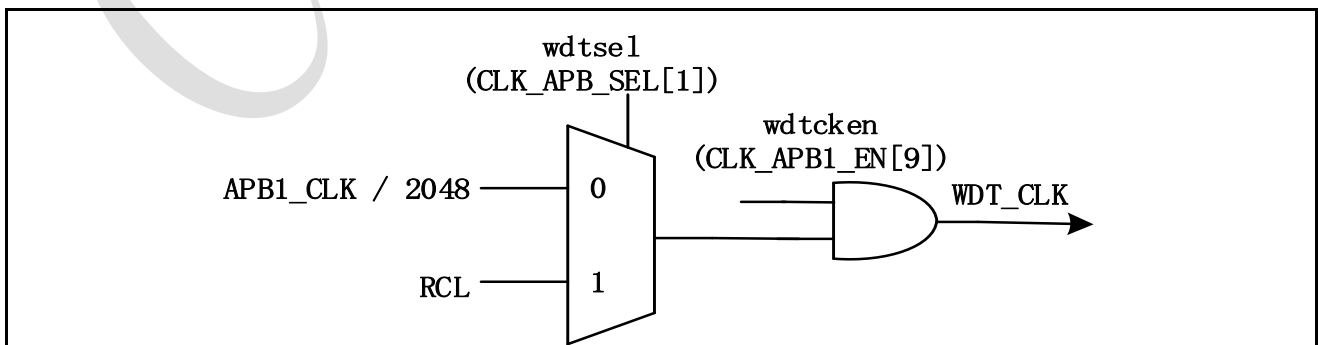 wdtsel
(CLK_APB_SEL[1])
wdtcken
(CLK_APB1_EN[9])
APB1_CLK / 2048
0
WDT_CLK
RCL
1